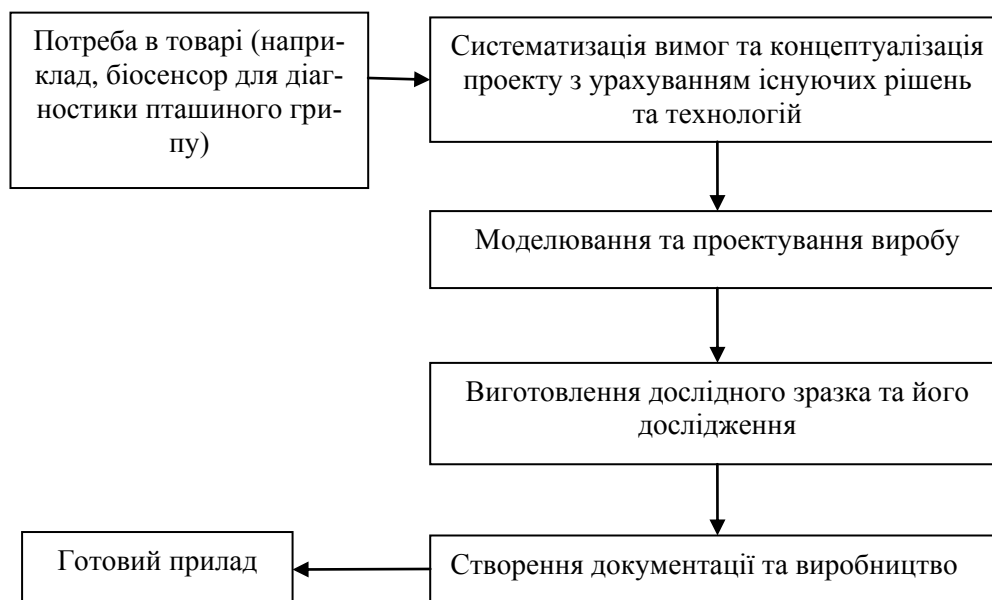 Потреба в товарі (напри-
клад, біосенсор для діаг-
ностики пташиного гри-
пу)
Систематизація вимог та концептуалізація
проекту з урахуванням існуючих рішень
та технологій
Моделювання та проектування виробу
Виготовлення дослідного зразка та його
дослідження
Створення документації та виробництво
Готовий прилад